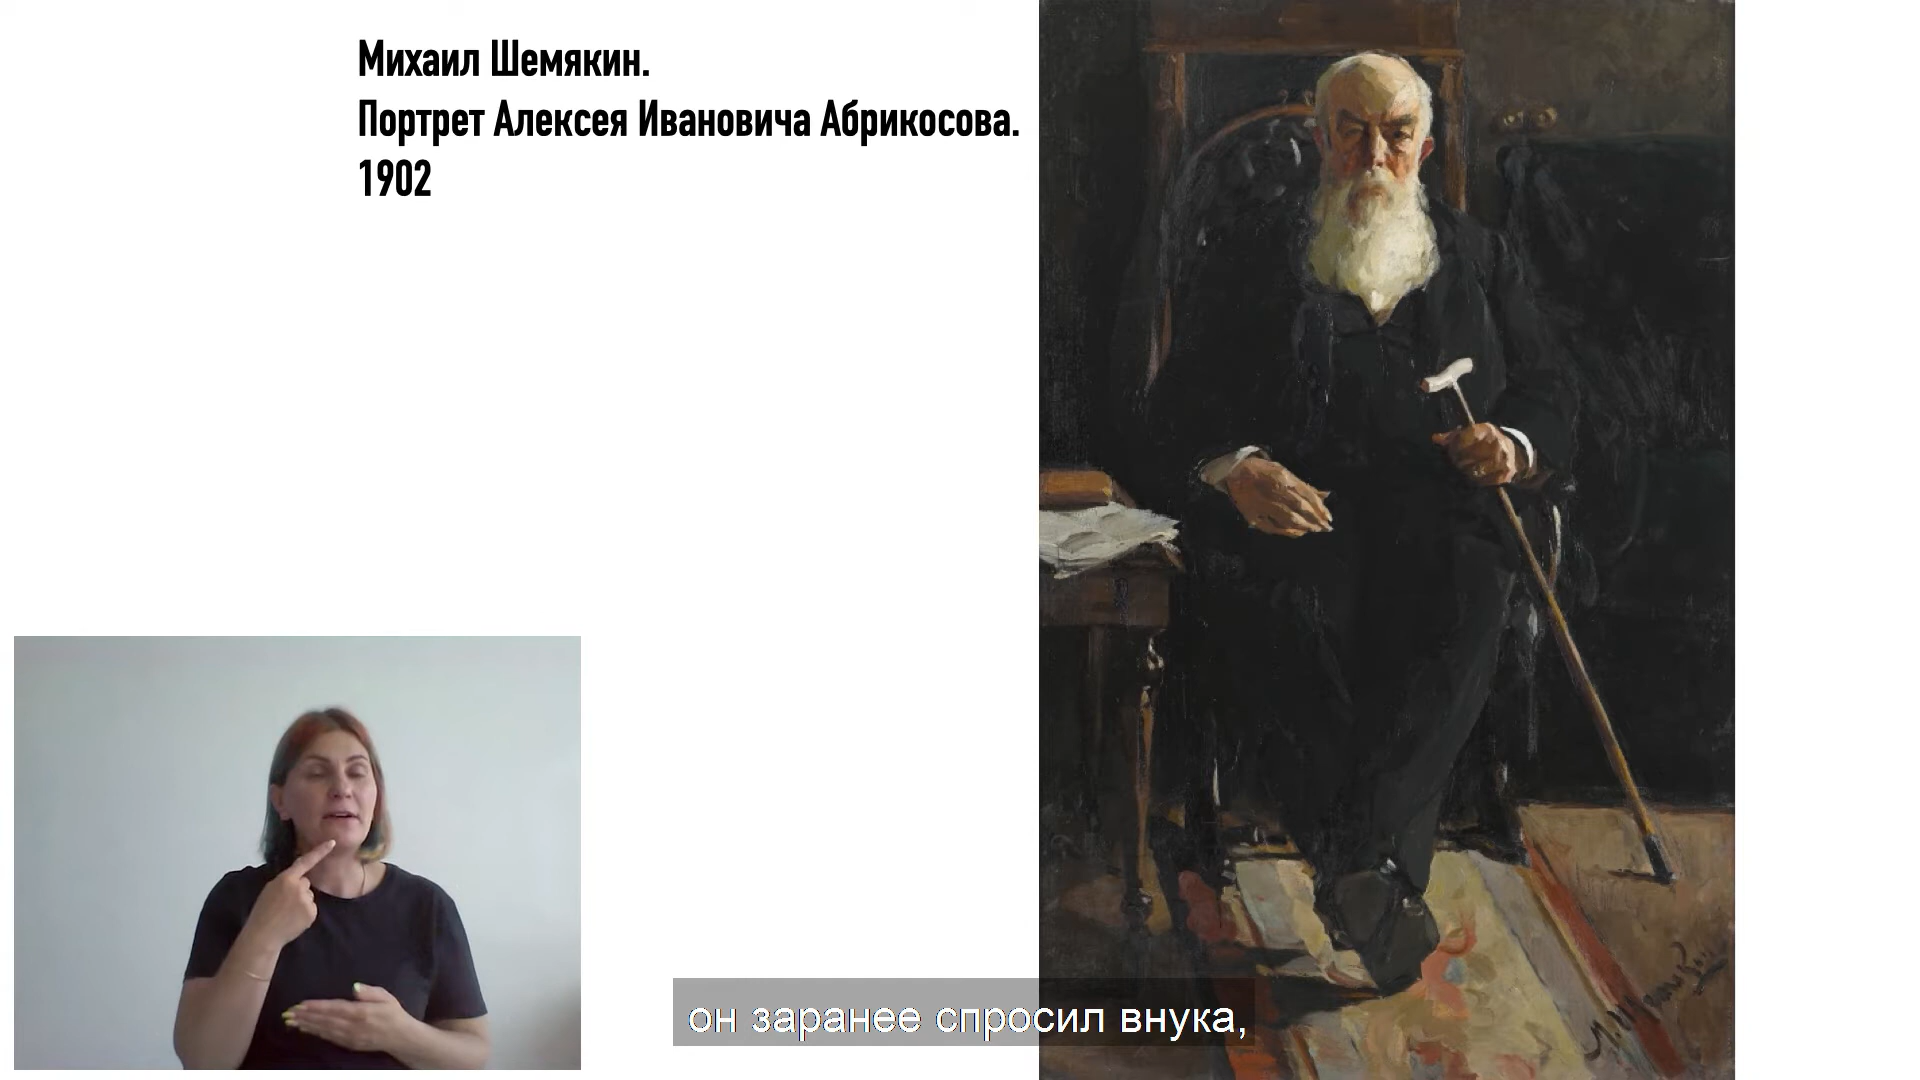 Михаил Шемякин.
Портрет Алексея Ивановича Абрикосова.
1902
он заранее спросил внука,